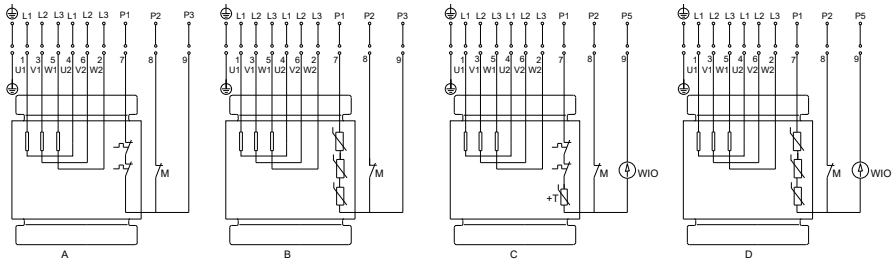 L1 L2 L3 L1 L2 L3 P1 P2 P3
1 3 5 4 6 2 7 8 9
U1 V1 W1 U2 V2 W2
M
A
L1 L2 L3 L1 L2 L3 P1 P2 P3
1 3 5 4 6 2 7 8 9
U1 V1 W1 U2 V2 W2
M
B
L1 L2 L3 L1 L2 L3 P1 P2 P5
1 3 5 4 6 2 7 8 9
U1 V1 W1 U2 V2 W2
M WIO
+T
C
L1 L2 L3 L1 L2 L3 P1 P2 P5
1 3 5 4 6 2 7 8 9
U1 V1 W1 U2 V2 W2
M WIO
D